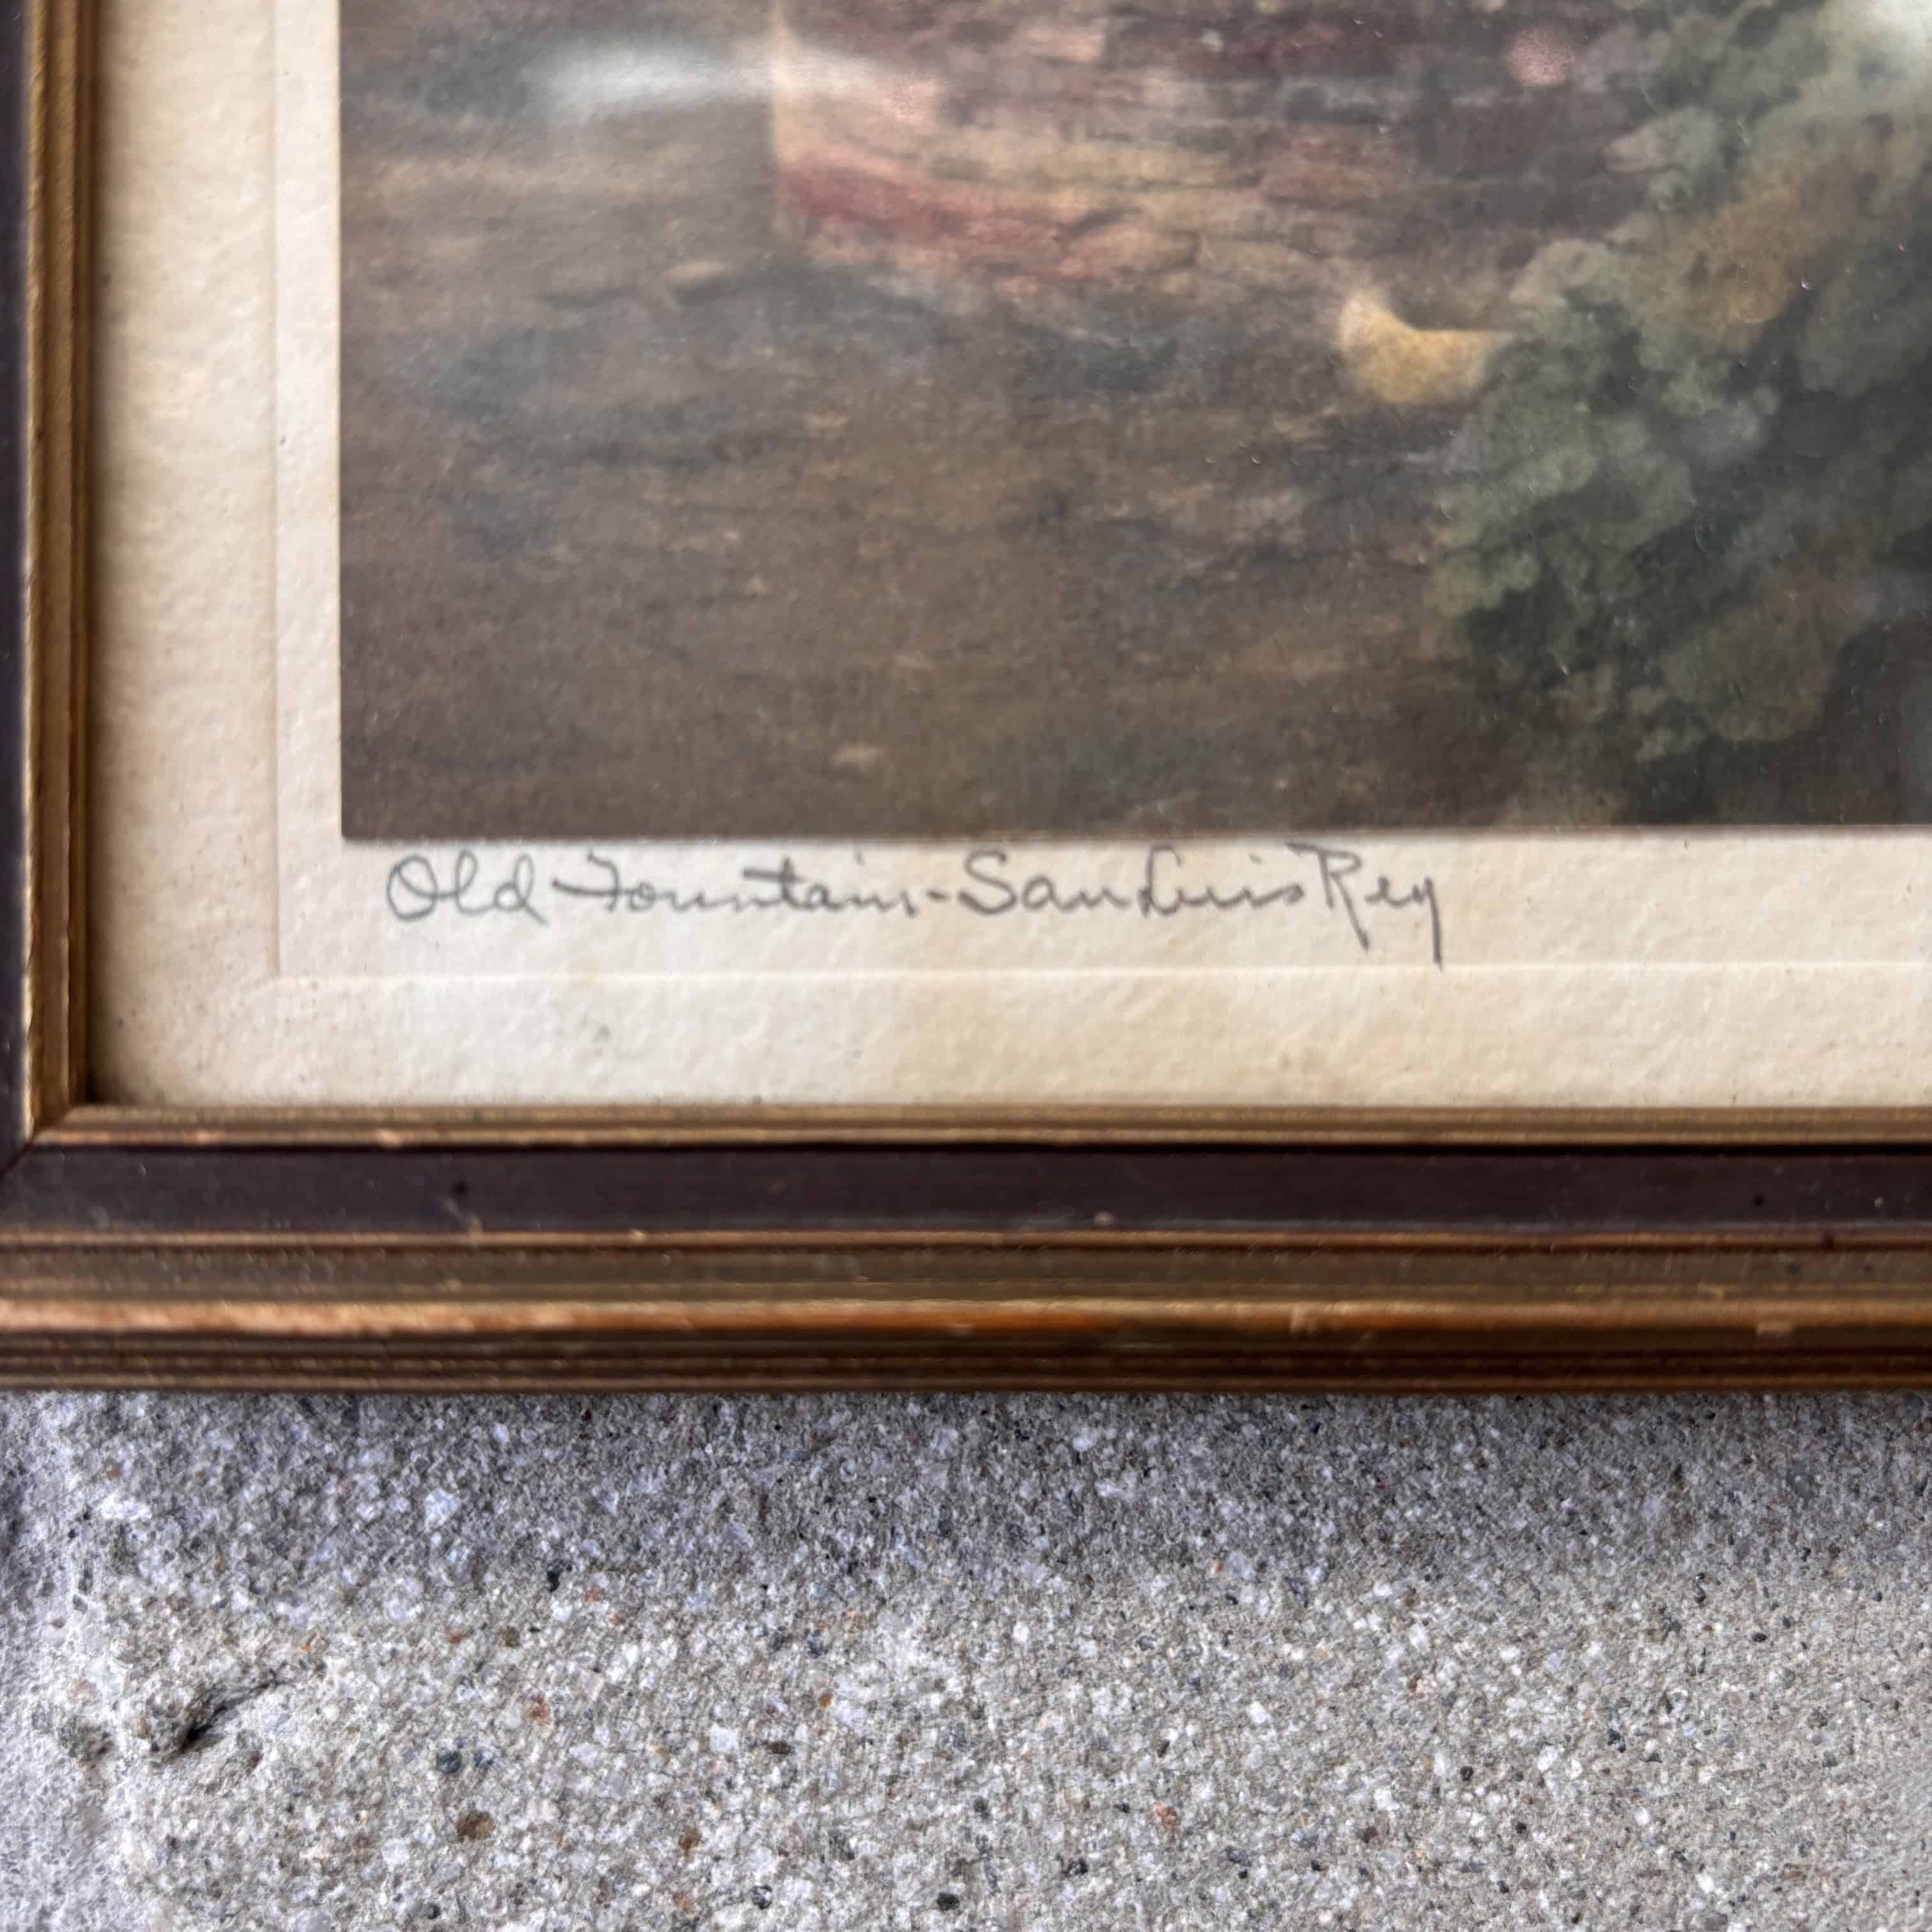 Old Fountain - San Luis Rey